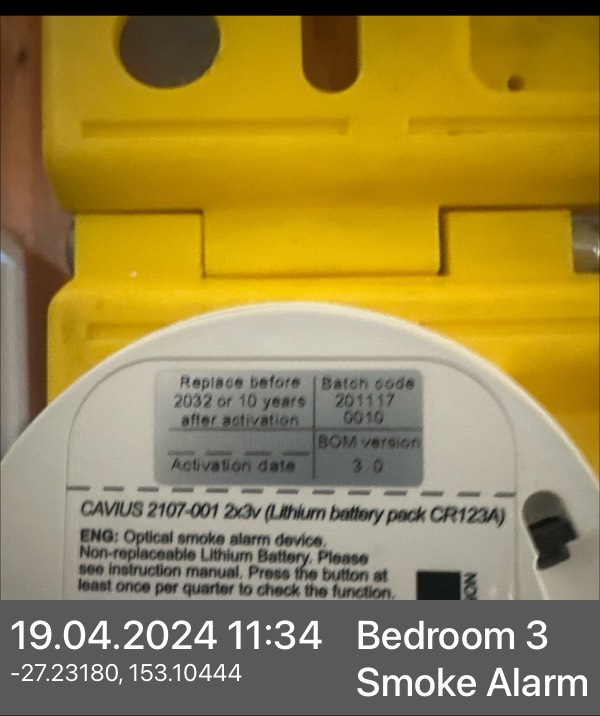 Replace before
2032 or 10 years
after activation
Activation date
Batch code
201117
0010
BOM version
3.0
CAVIUS 2107-001 2x3v (Lithium battery pack CR123A)
ENG: Optical smoke alarm device.
Non-replaceable Lithium Battery. Please
see instruction manual. Press the button at
least once per quarter to check the function.
NO
19.04.2024 11:34
-27.23180, 153.10444
Bedroom 3
Smoke Alarm